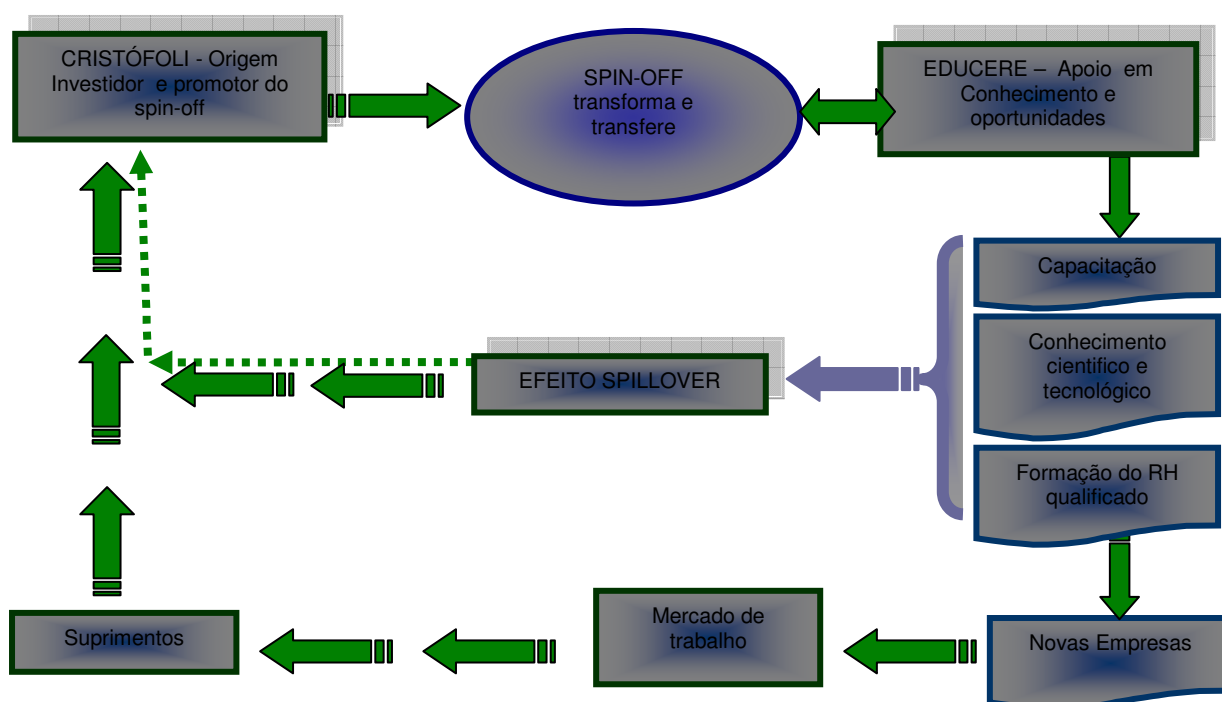 CRISTÓFOLI - Origem
Investidor e promotor do
spin-off
SPIN-OFF
transforma e
transfere
EDUCERE – Apoio em
Conhecimento e
oportunidades
Capacitação
Conhecimento
científico e
tecnológico
EFEITO SPILLOVER
Formação do RH
qualificado
Suprimentos
Mercado de
trabalho
Novas Empresas